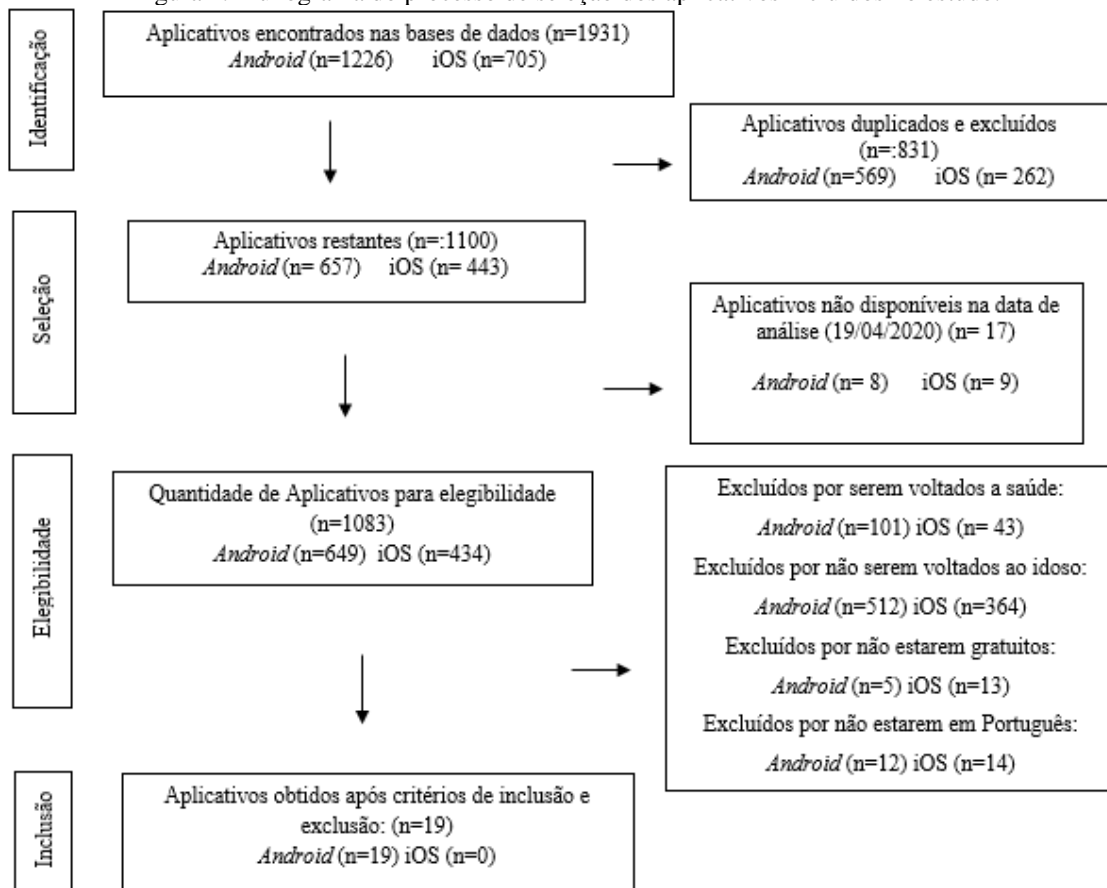 Identificação
Aplicativos encontrados nas bases de dados (n=1931)
Android (n=1226) iOS (n=705)
Aplicativos duplicados e excluídos
(n=:831)
Android (n=569) iOS (n= 262)
Seleção
Aplicativos restantes (n=:1100)
Android (n= 657) iOS (n= 443)
Aplicativos não disponíveis na data de
análise (19/04/2020) (n= 17)
Android (n= 8) iOS (n= 9)
Elegibilidade
Quantidade de Aplicativos para elegibilidade
(n=1083)
Android (n=649) iOS (n=434)
Excluídos por serem voltados a saúde:
Android (n=101) iOS (n= 43)
Excluídos por não serem voltados ao idoso:
Android (n=512) iOS (n=364)
Excluídos por não estarem gratuitos:
Android (n=5) iOS (n=13)
Excluídos por não estarem em Português:
Android (n=12) iOS (n=14)
Inclusão
Aplicativos obtidos após critérios de inclusão e
exclusão: (n=19)
Android (n=19) iOS (n=0)